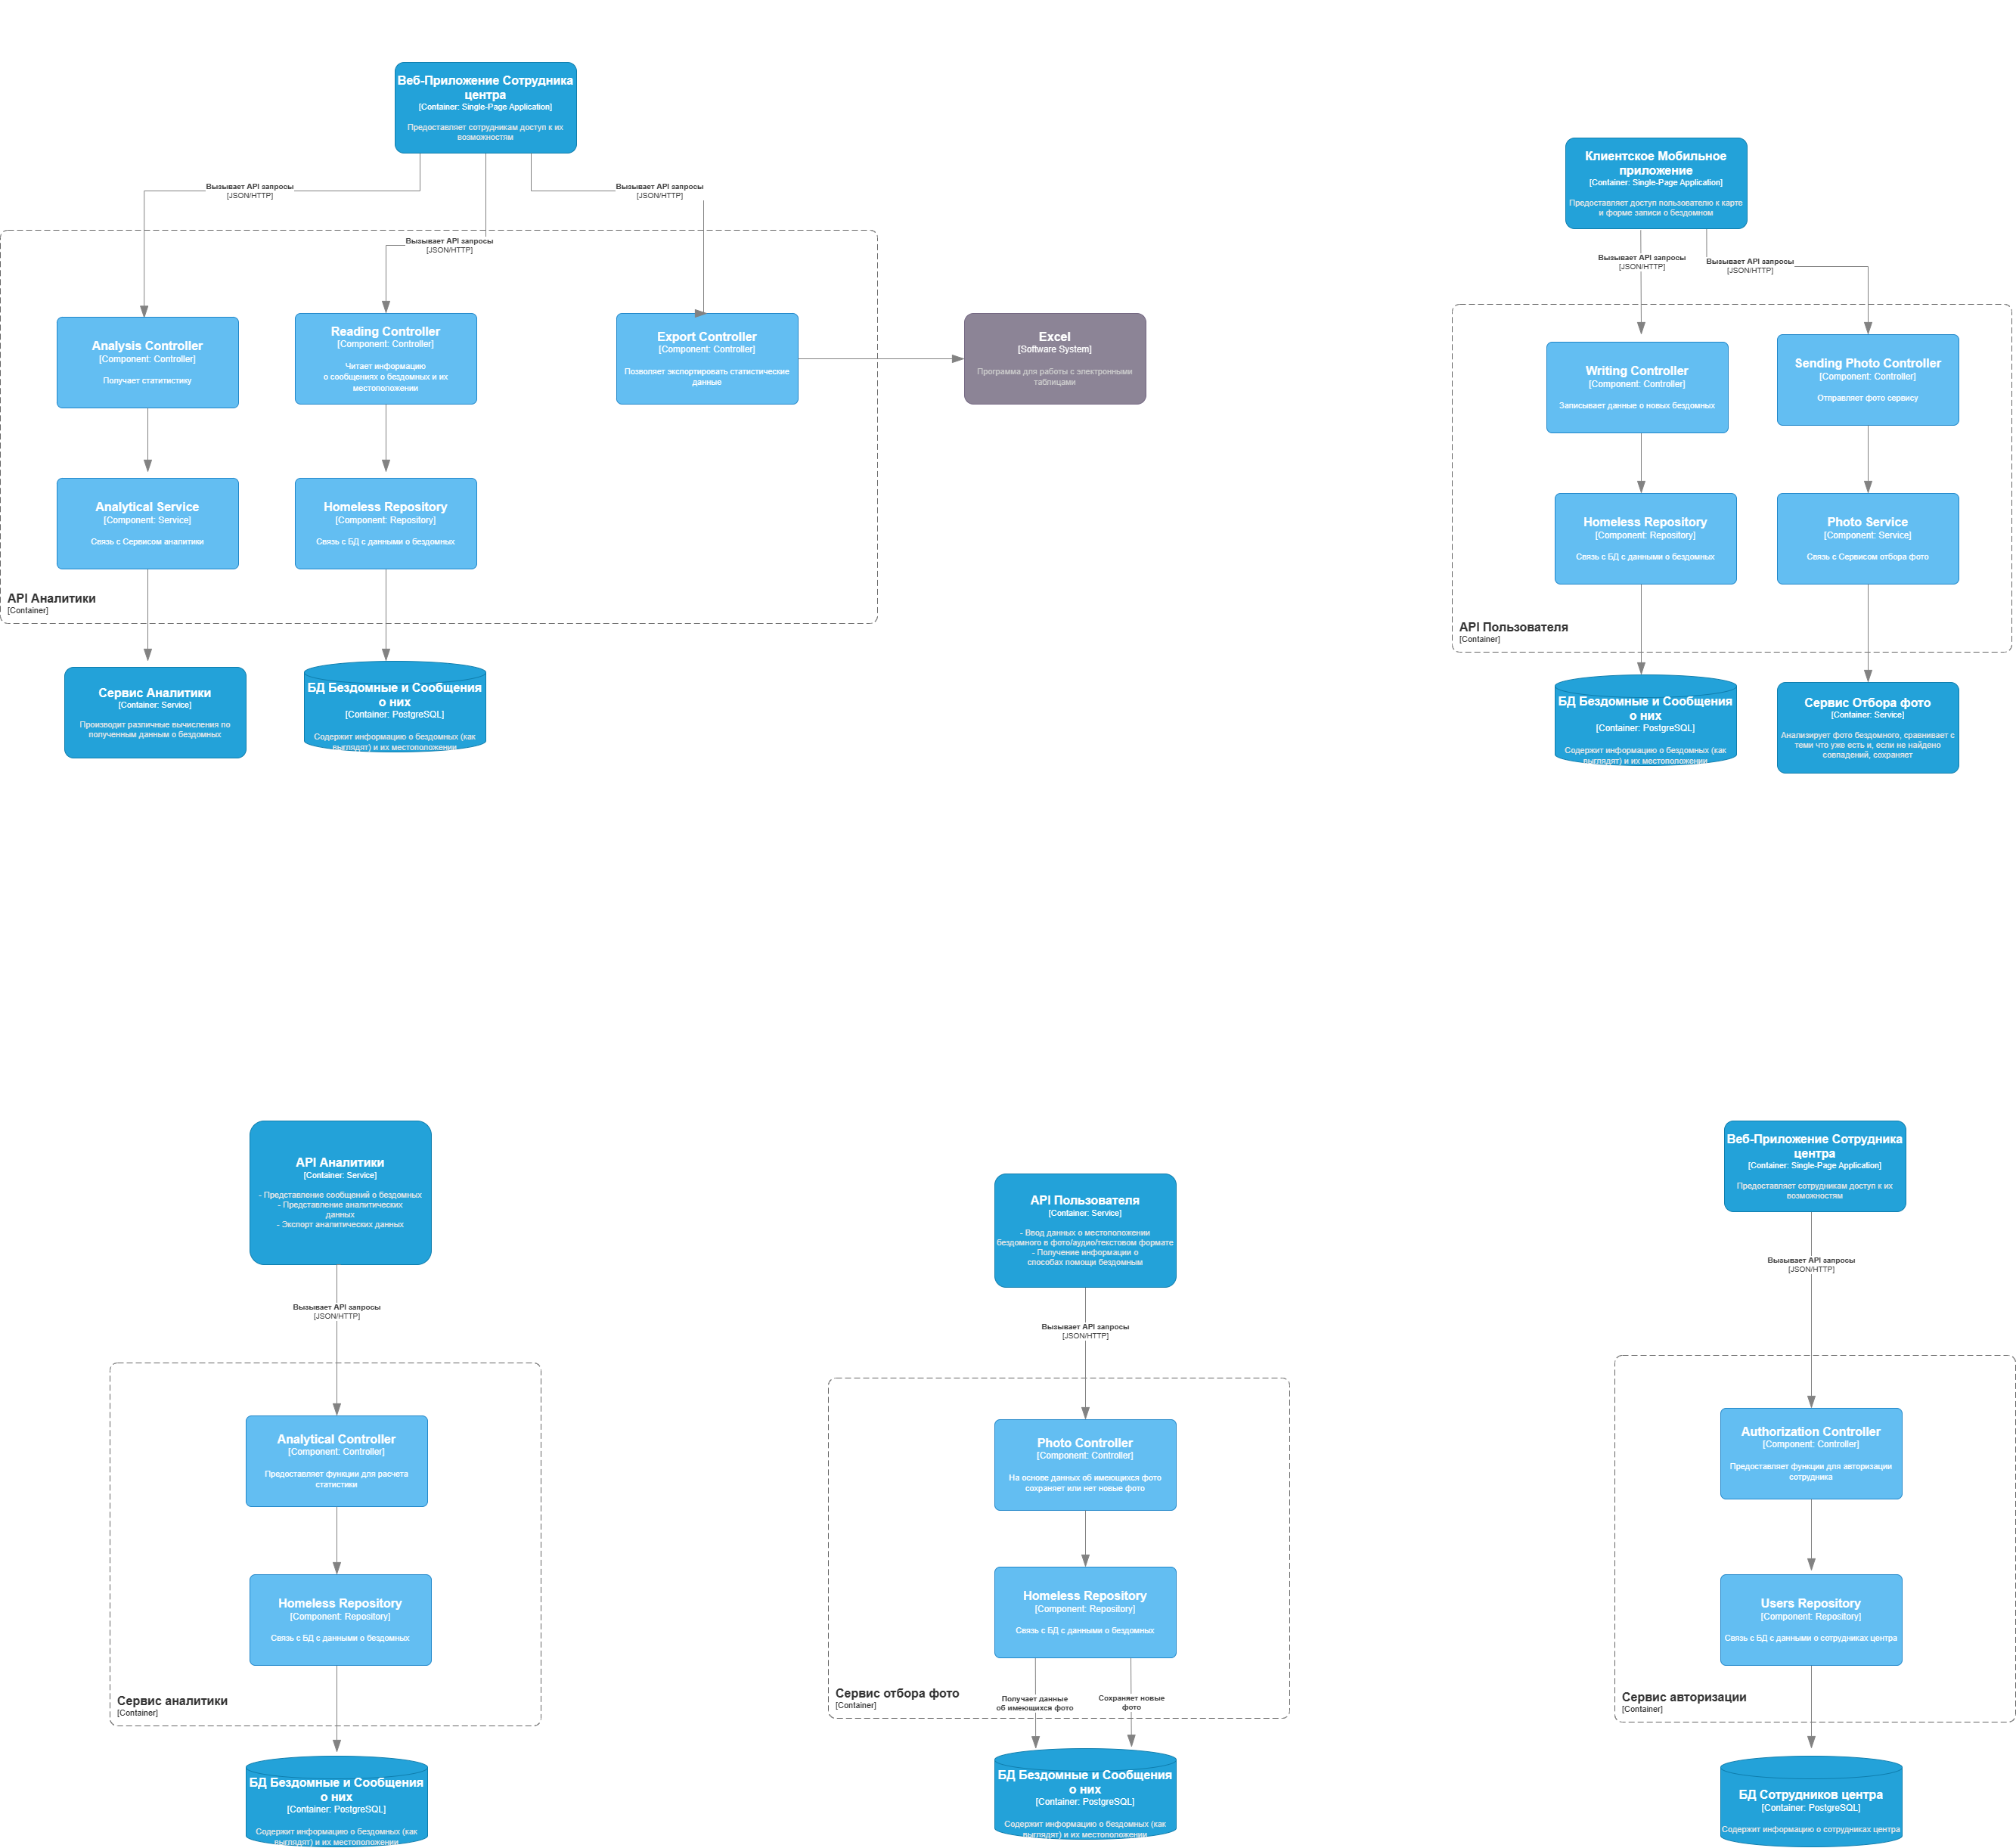 Веб-Приложение Сотрудника
центра
[Container: Single-Page Application]
Предоставляет сотрудникам доступ к их
возможностям
Вызывает API запросы
[JSON/HTTP]
Вызывает API запросы
[JSON/HTTP]
Вызывает API запросы
[JSON/HTTP]
Analysis Controller
[Component: Controller]
Получает статитистику
Reading Controller
[Component: Controller]
Читает информацию
о сообщениях о бездомных и их
местоположении
Export Controller
[Component: Controller]
Позволяет экспортировать статистические
данные
Excel
[Software System]
Программа для работы с электронными
таблицами
Analytical Service
[Component: Service]
Связь с Сервисом аналитики
Homeless Repository
[Component: Repository]
Связь с БД с данными о бездомных
API Аналитики
[Container]
Сервис Аналитики
[Container: Service]
Производит различные вычисления по
полученным данным о бездомных
БД Бездомные и Сообщения
о них
[Container: PostgreSQL]
Содержит информацию о бездомных (как
выглядят) и их местоположении
Клиентское Мобильное
приложение
[Container: Single-Page Application]
Предоставляет доступ пользователю к карте
и форме записи о бездомном
Вызывает API запросы
[JSON/HTTP]
Вызывает API запросы
[JSON/HTTP]
Writing Controller
[Component: Controller]
Записывает данные о новых бездомных
Sending Photo Controller
[Component: Controller]
Отправляет фото сервису
Homeless Repository
[Component: Repository]
Связь с БД с данными о бездомных
Photo Service
[Component: Service]
Связь с Сервисом отбора фото
API Пользователя
[Container]
БД Бездомные и Сообщения
о них
[Container: PostgreSQL]
Содержит информацию о бездомных (как
выглядят) и их местоположении
Сервис Отбора фото
[Container: Service]
Анализирует фото бездомного, сравнивает с
теми что уже есть и, если не найдено
совпадений, сохраняет
API Аналитики
[Container: Service]
- Представление сообщений о бездомных
- Представление аналитических
данных
- Экспорт аналитических данных
Вызывает API запросы
[JSON/HTTP]
Analytical Controller
[Component: Controller]
Предоставляет функции для расчета
статистики
Homeless Repository
[Component: Repository]
Связь с БД с данными о бездомных
Сервис аналитики
[Container]
БД Бездомные и Сообщения
о них
[Container: PostgreSQL]
Содержит информацию о бездомных (как
выглядят) и их местоположении
API Пользователя
[Container: Service]
- Ввод данных о местоположении
бездомного в фото/аудио/текстовом формате
- Получение информации о
способах помощи бездомным
Вызывает API запросы
[JSON/HTTP]
Photo Controller
[Component: Controller]
На основе данных об имеющихся фото
сохраняет или нет новые фото
Homeless Repository
[Component: Repository]
Связь с БД с данными о бездомных
Сервис отбора фото
[Container]
Получает данные
об имеющихся фото
Сохраняет новые
фото
БД Бездомные и Сообщения
о них
[Container: PostgreSQL]
Содержит информацию о бездомных (как
выглядят) и их местоположении
Веб-Приложение Сотрудника
центра
[Container: Single-Page Application]
Предоставляет сотрудникам доступ к их
возможностям
Вызывает API запросы
[JSON/HTTP]
Authorization Controller
[Component: Controller]
Предоставляет функции для авторизации
сотрудника
Users Repository
[Component: Repository]
Связь с БД с данными о сотрудниках центра
Сервис авторизации
[Container]
БД Сотрудников центра
[Container: PostgreSQL]
Содержит информацию о сотрудниках центра